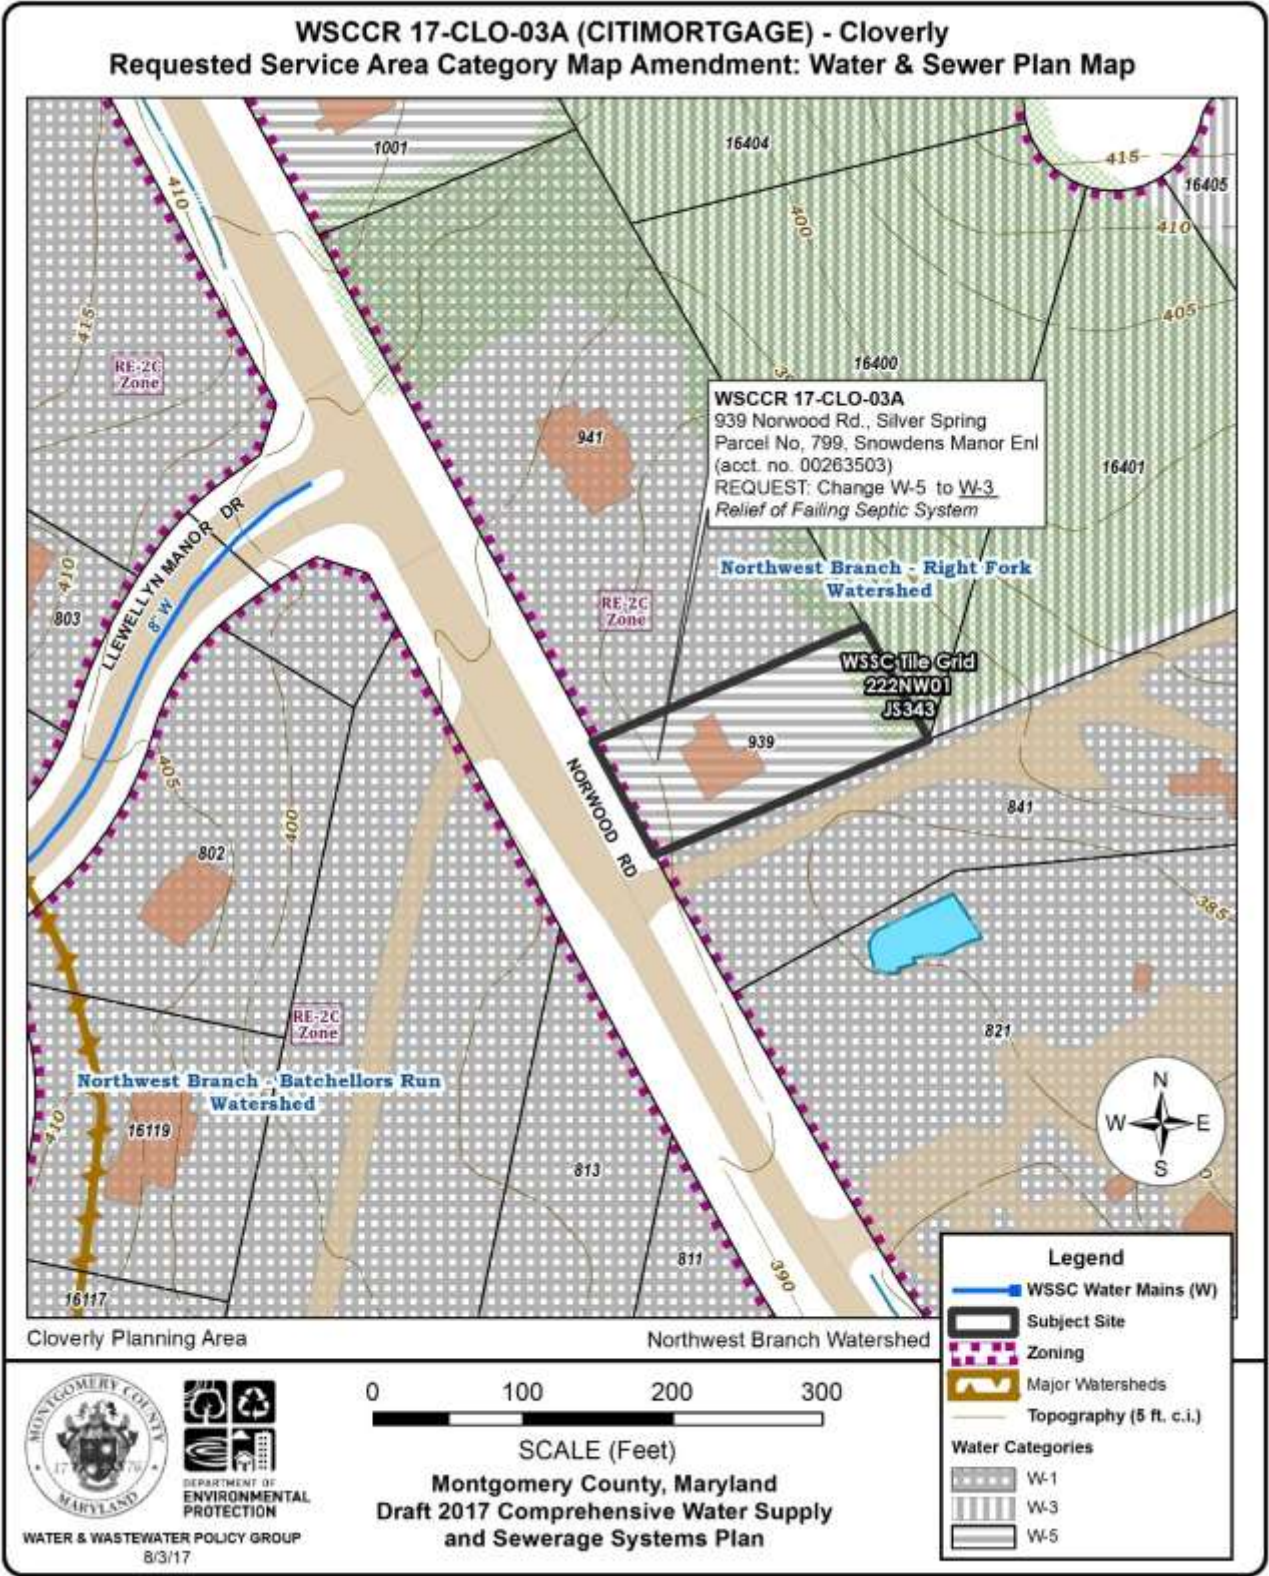 WSCCR 17-CLO-03A (CITIMORTGAGE) - Cloverly
Requested Service Area Category Map Amendment: Water & Sewer Plan Map
1001
16404
415
16405
410
400
410
415
405
RE-2C
Zone
16400
WSCCR 17-CLO-03A
939 Norwood Rd., Silver Spring
Parcel No, 799, Snowdens Manor Enl
(acct. no. 00263503)
REQUEST: Change W-5 to W-3
Relief of Failing Septic System
941
16401
LLEWELLYN MANOR DR
8" W
410
803
Northwest Branch - Right Fork
Watershed
RE-2C
Zone
WSSC Tile Grid
222NW01
JS343
939
NORWOOD RD
405
400
802
841
385
821
RE-2C
Zone
Northwest Branch - Batchellors Run
Watershed
410
16119
813
811
390
16117
N
W E
S
Legend
WSSC Water Mains (W)
Subject Site
Zoning
Major Watersheds
Topography (5 ft. c.i.)
Water Categories
W-1
W-3
W-5
Cloverly Planning Area
Northwest Branch Watershed
MONTGOMERY COUNTY
17 76
MARYLAND
DEPARTMENT OF
ENVIRONMENTAL
PROTECTION
WATER & WASTEWATER POLICY GROUP
8/3/17
0 100 200 300
SCALE (Feet)
Montgomery County, Maryland
Draft 2017 Comprehensive Water Supply
and Sewerage Systems Plan